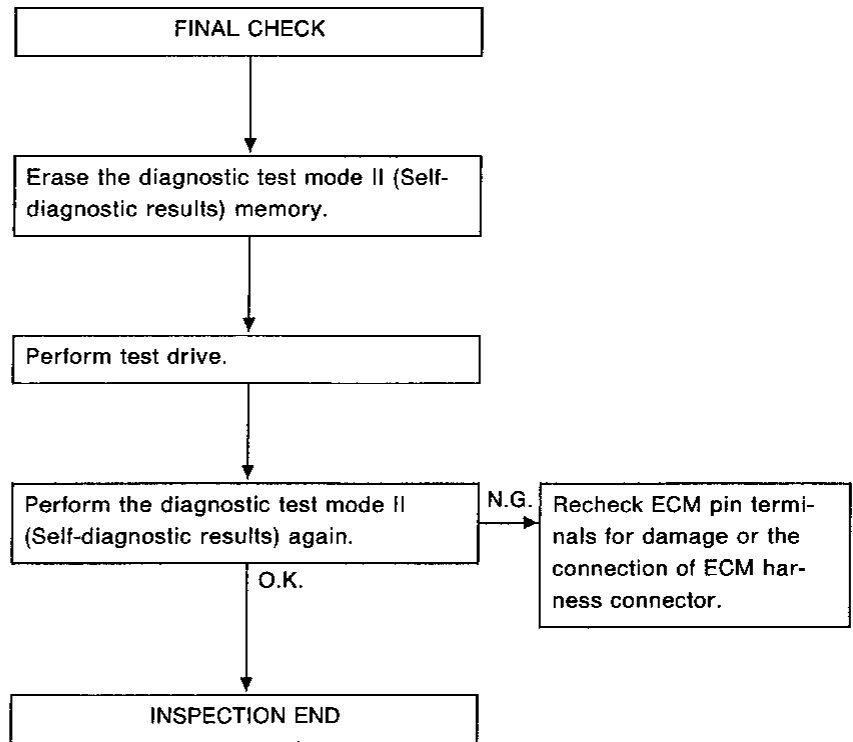 FINAL CHECK
Erase the diagnostic test mode II (Self-
diagnostic results) memory.
Perform test drive.
Perform the diagnostic test mode II
(Self-diagnostic results) again.
N.G.
Recheck ECM pin termi-
nals for damage or the
connection of ECM har-
ness connector.
O.K.
INSPECTION END